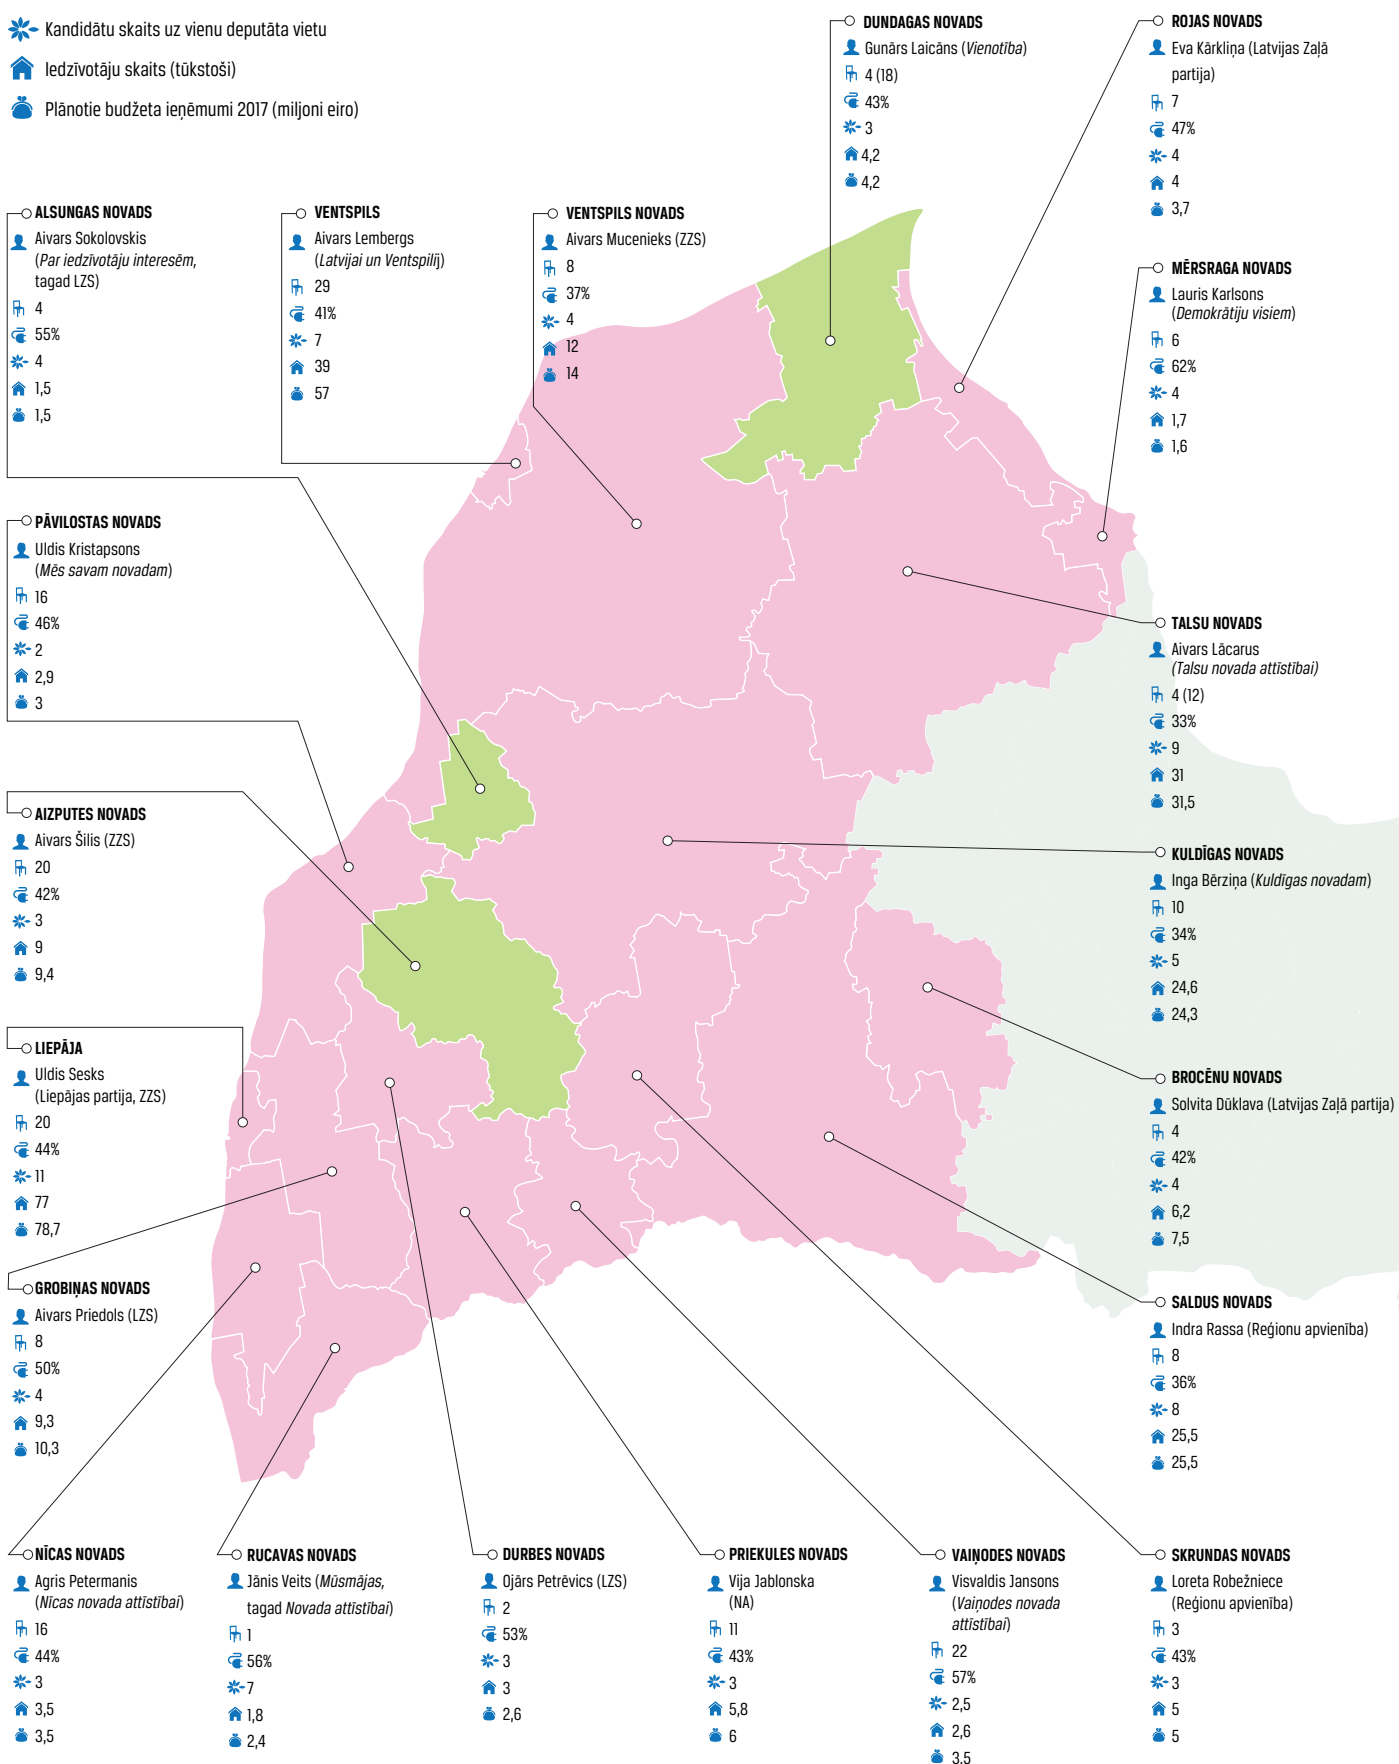 Kandidātu skaits uz vienu deputāta vietu
Iedzīvotāju skaits (tūkstoši)
Plānotie budžeta ieņēmumi 2017 (miljoni eiro)
DUNDAGAS NOVADS
Gunārs Laicāns (Vienotība)
4 (18)
43%
3
4,2
4,2
ROJAS NOVADS
Eva Kārkliņa (Latvijas Zaļā
partija)
7
47%
4
4
3,7
ALSUNGAS NOVADS
Aivars Sokolovskis
(Par iedzīvotāju interesēm,
tagad LZS)
4
55%
4
1,5
1,5
VENTSPILS
Aivars Lembergs
(Latvijai un Ventspilij)
29
41%
7
39
57
VENTSPILS NOVADS
Aivars Mucenieks (ZZS)
8
37%
4
12
14
MĒRSRAGA NOVADS
Lauris Karlsons
(Demokrātiju visiem)
6
62%
4
1,7
1,6
PĀVILOSTAS NOVADS
Uldis Kristapsons
(Mēs savam novadam)
16
46%
2
2,9
3
TALSU NOVADS
Aivars Lācarus
(Talsu novada attīstībai)
4 (12)
33%
9
31
31,5
AIZPUTES NOVADS
Aivars Šilis (ZZS)
20
42%
3
9
9,4
KULDĪGAS NOVADS
Inga Bērziņa (Kuldīgas novadam)
10
34%
5
24,6
24,3
LIEPĀJA
Uldis Sesks
(Liepājas partija, ZZS)
20
44%
11
77
78,7
BROCĒNU NOVADS
Solvita Dūklava (Latvijas Zaļā partija)
4
42%
4
6,2
7,5
GROBIŅAS NOVADS
Aivars Priedols (LZS)
8
50%
4
9,3
10,3
SALDUS NOVADS
Indra Rassa (Reģionu apvienība)
8
36%
8
25,5
25,5
NĪCAS NOVADS
Agris Petermanis
(Nīcas novada attīstībai)
16
44%
3
3,5
3,5
RUCAVAS NOVADS
Jānis Veits (Mūsmājas,
tagad Novada attīstībai)
1
56%
7
1,8
2,4
DURBES NOVADS
Ojārs Petrēvics (LZS)
2
53%
3
3
2,6
PRIEKULES NOVADS
Vija Jablonska
(NA)
11
43%
3
5,8
6
VAIŅODES NOVADS
Visvaldis Jansons
(Vaiņodes novada
attīstībai)
22
57%
2,5
2,6
3,5
SKRUNDAS NOVADS
Loreta Robežniece
(Reģionu apvienība)
3
43%
3
5
5